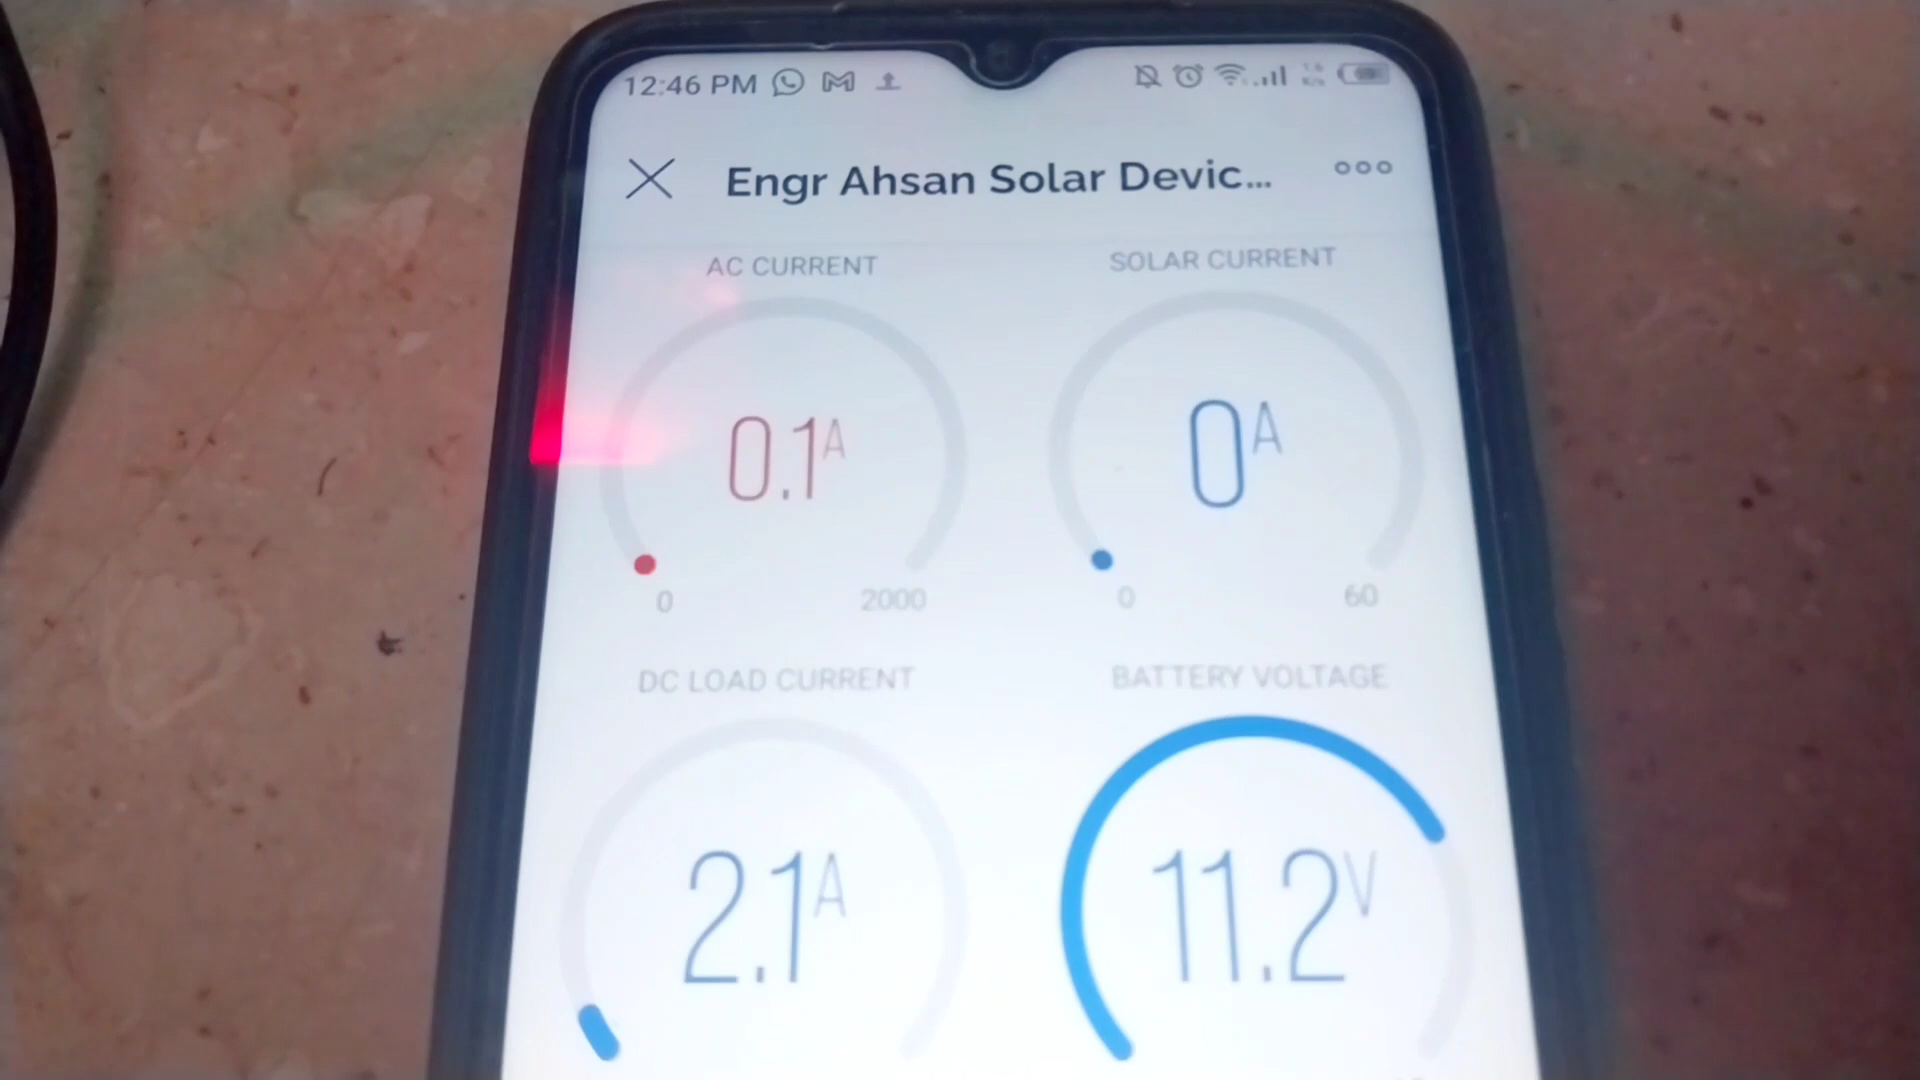 12:46 PM
Engr Ahsan Solar Devic...
AC CURRENT
SOLAR CURRENT
0.1A
0A
0
2000
0
60
DC LOAD CURRENT
BATTERY VOLTAGE
2.1A
11.2V